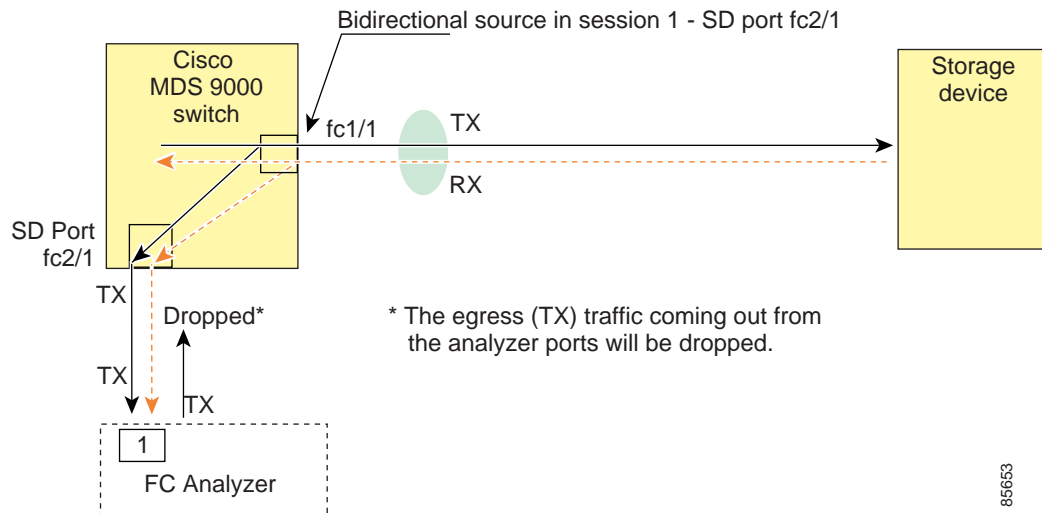 Bidirectional source in session 1 - SD port fc2/1
Cisco
MDS 9000
switch
Storage
device
fc1/1
TX
RX
SD Port
fc2/1
TX
Dropped*
* The egress (TX) traffic coming out from
the analyzer ports will be dropped.
TX
TX
1
FC Analyzer
85653